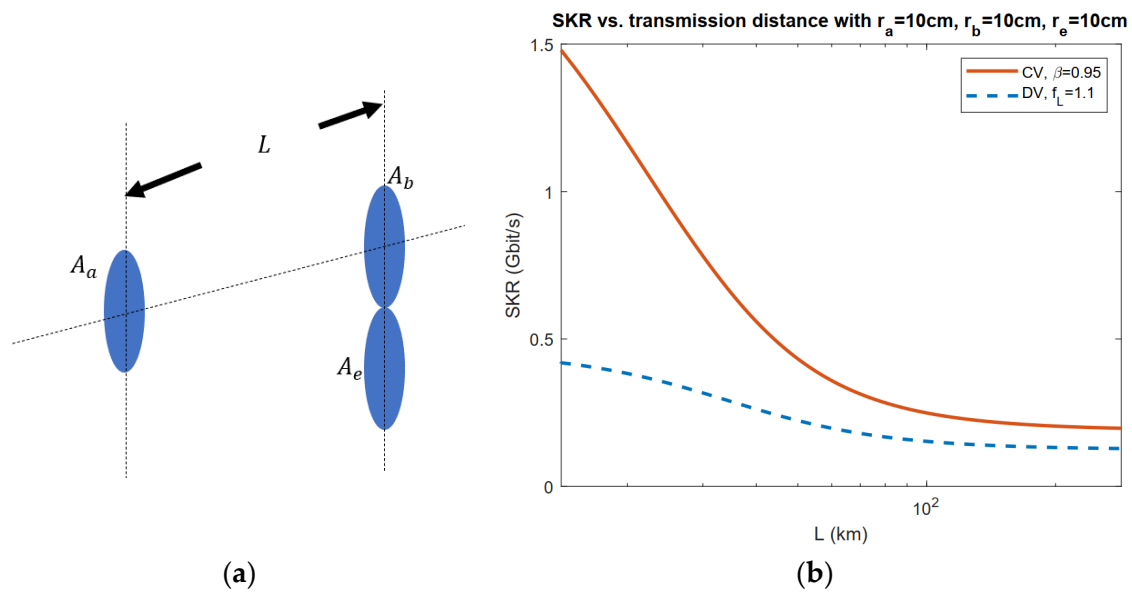 L
A_b
A_a
A_e
(a)
SKR vs. transmission distance with r_a=10cm, r_b=10cm, r_e=10cm
1.5
CV, β=0.95
DV, f_L=1.1
1
SKR (Gbit/s)
0.5
0
10^2
L (km)
(b)